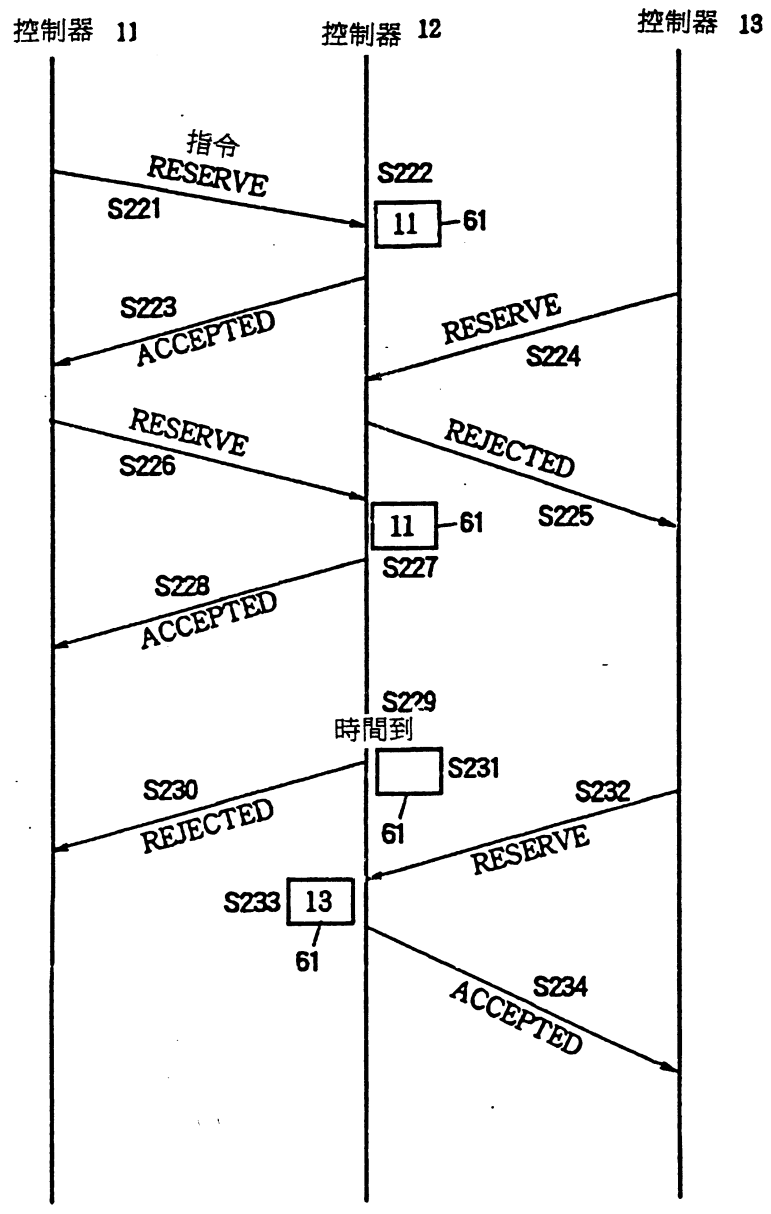 控制器 11
控制器 12
控制器 13
指令
RESERVE
S221
S222
11
61
S223
ACCEPTED
RESERVE
S224
RESERVE
S226
REJECTED
S225
11
61
S227
S228
ACCEPTED
S229
時間到
S231
61
S230
REJECTED
S232
RESERVE
S233
13
61
S234
ACCEPTED